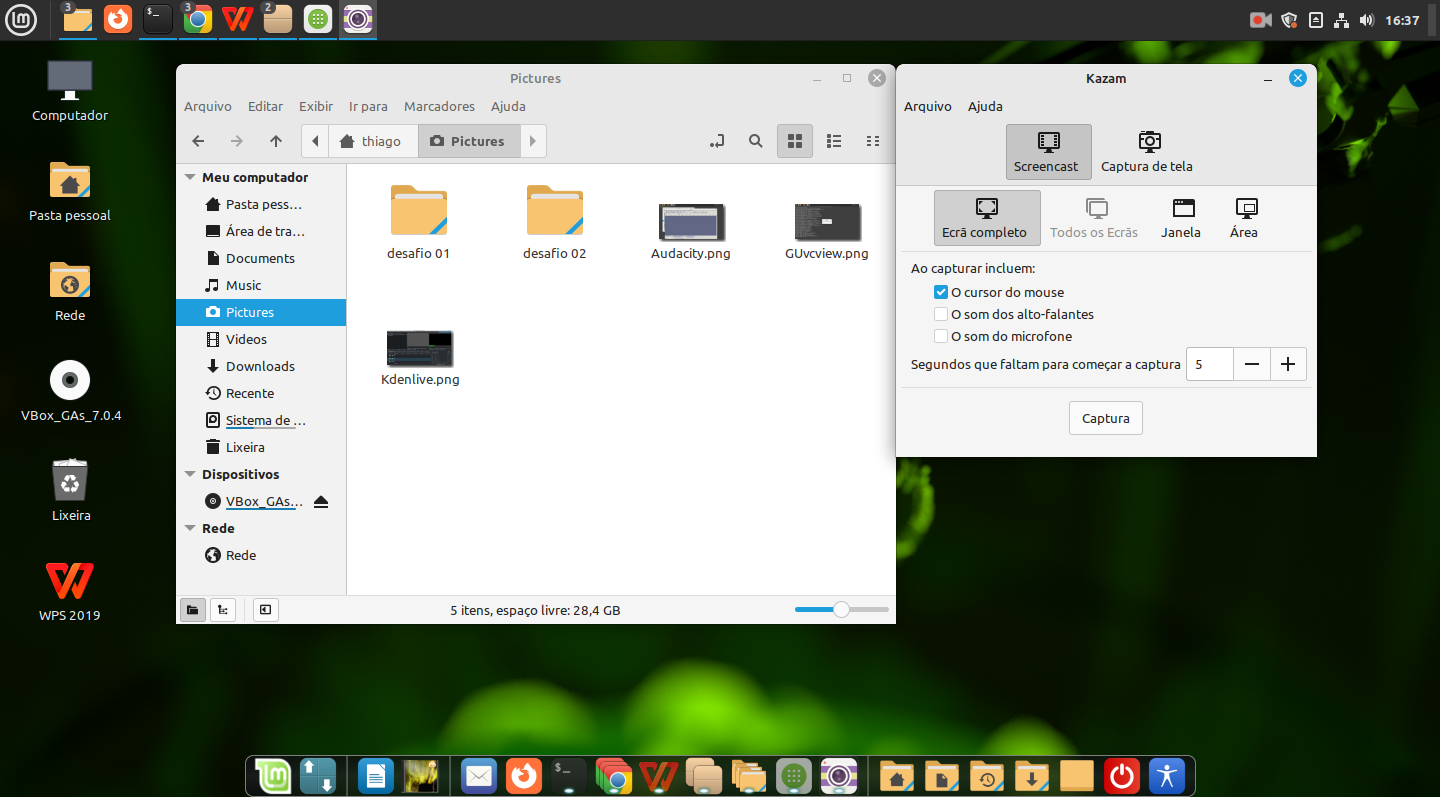 3
$_
3
2
16:37
Computador
Pasta pessoal
Rede
VBox_GAs_7.0.4
Lixeira
WPS 2019
Pictures
Arquivo Editar Exibir Ir para Marcadores Ajuda
thiago Pictures
Meu computador
Pasta pess...
Área de tra...
Documents
Music
Pictures
Videos
Downloads
Recente
Sistema de ...
Lixeira
Dispositivos
VBox_GAs...
Rede
Rede
desafio 01
desafio 02
Audacity.png
GUvcview.png
Kdenlive.png
5 itens, espaço livre: 28,4 GB
Kazam
Arquivo Ajuda
Screencast Captura de tela
Ecrã completo Todos os Ecrãs Janela Área
Ao capturar incluem:
O cursor do mouse
O som dos alto-falantes
O som do microfone
Segundos que faltam para começar a captura 5
Captura
$_